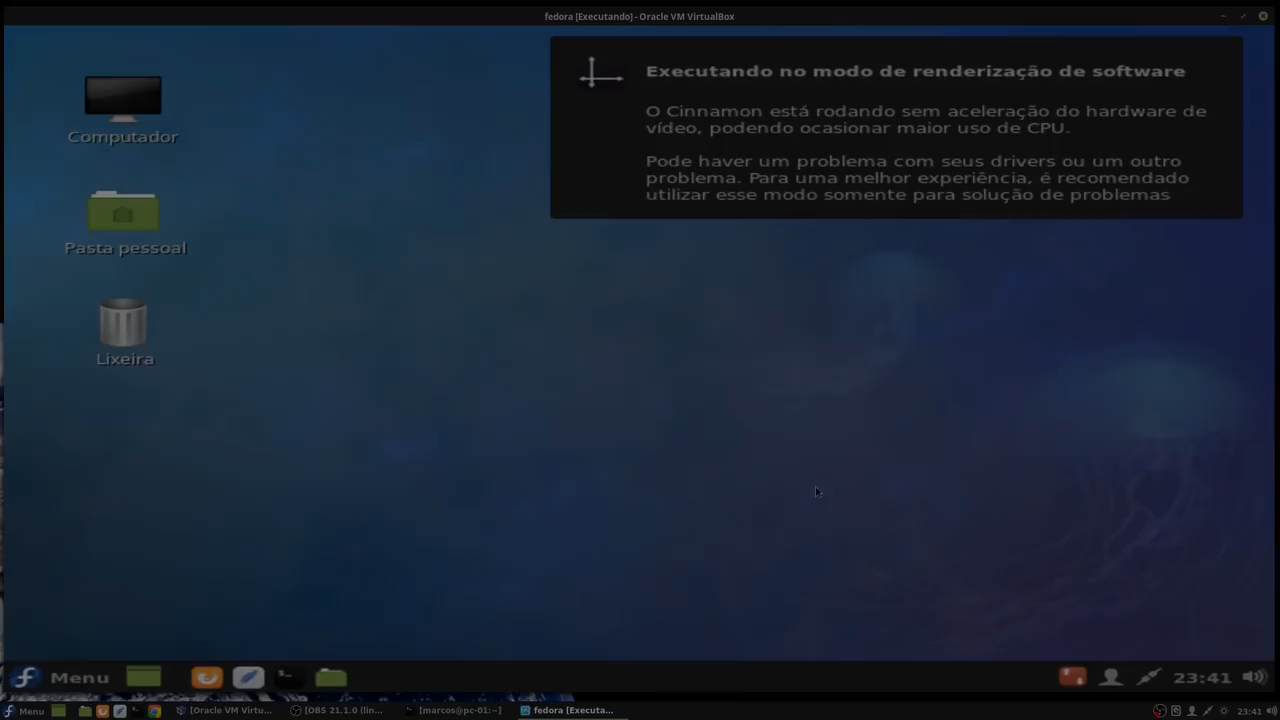 fedora [Executando] - Oracle VM VirtualBox
Computador
Pasta pessoal
Lixeira
Executando no modo de renderização de software
O Cinnamon está rodando sem aceleração do hardware de
vídeo, podendo ocasionar maior uso de CPU.
Pode haver um problema com seus drivers ou um outro
problema. Para uma melhor experiência, é recomendado
utilizar esse modo somente para solução de problemas
Menu
23:41
Menu
[Oracle VM Virtu...
[OBS 21.1.0 (lin...
[marcos@pc-01:~]
fedora [Executa...
23:41